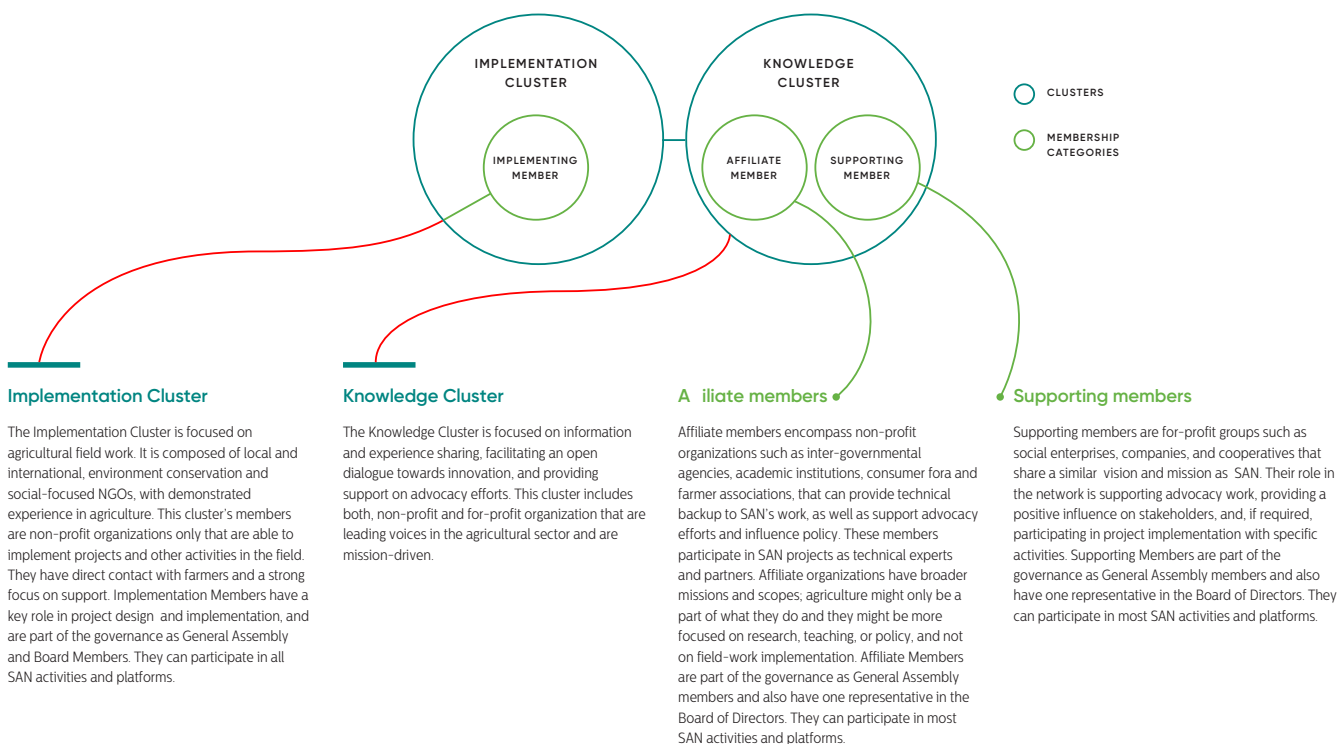 IMPLEMENTATION
CLUSTER
KNOWLEDGE
CLUSTER
IMPLEMENTING
MEMBER
AFFILIATE
MEMBER
SUPPORTING
MEMBER
CLUSTERS
MEMBERSHIP
CATEGORIES
Implementation Cluster
The Implementation Cluster is focused on
agricultural field work. It is composed of local and
international, environment conservation and
social-focused NGOs, with demonstrated
experience in agriculture. This cluster's members
are non-profit organizations only that are able to
implement projects and other activities in the field.
They have direct contact with farmers and a strong
focus on support. Implementation Members have a
key role in project design and implementation, and
are part of the governance as General Assembly
and Board Members. They can participate in all
SAN activities and platforms.
Knowledge Cluster
The Knowledge Cluster is focused on information
and experience sharing, facilitating an open
dialogue towards innovation, and providing
support on advocacy efforts. This cluster includes
both, non-profit and for-profit organization that are
leading voices in the agricultural sector and are
mission-driven.
A iliate members
Affiliate members encompass non-profit
organizations such as inter-governmental
agencies, academic institutions, consumer fora and
farmer associations, that can provide technical
backup to SAN's work, as well as support advocacy
efforts and influence policy. These members
participate in SAN projects as technical experts
and partners. Affiliate organizations have broader
missions and scopes; agriculture might only be a
part of what they do and they might be more
focused on research, teaching, or policy, and not
on field-work implementation. Affiliate Members
are part of the governance as General Assembly
members and also have one representative in the
Board of Directors. They can participate in most
SAN activities and platforms.
Supporting members
Supporting members are for-profit groups such as
social enterprises, companies, and cooperatives that
share a similar vision and mission as SAN. Their role in
the network is supporting advocacy work, providing a
positive influence on stakeholders, and, if required,
participating in project implementation with specific
activities. Supporting Members are part of the
governance as General Assembly members and also
have one representative in the Board of Directors. They
can participate in most SAN activities and platforms.